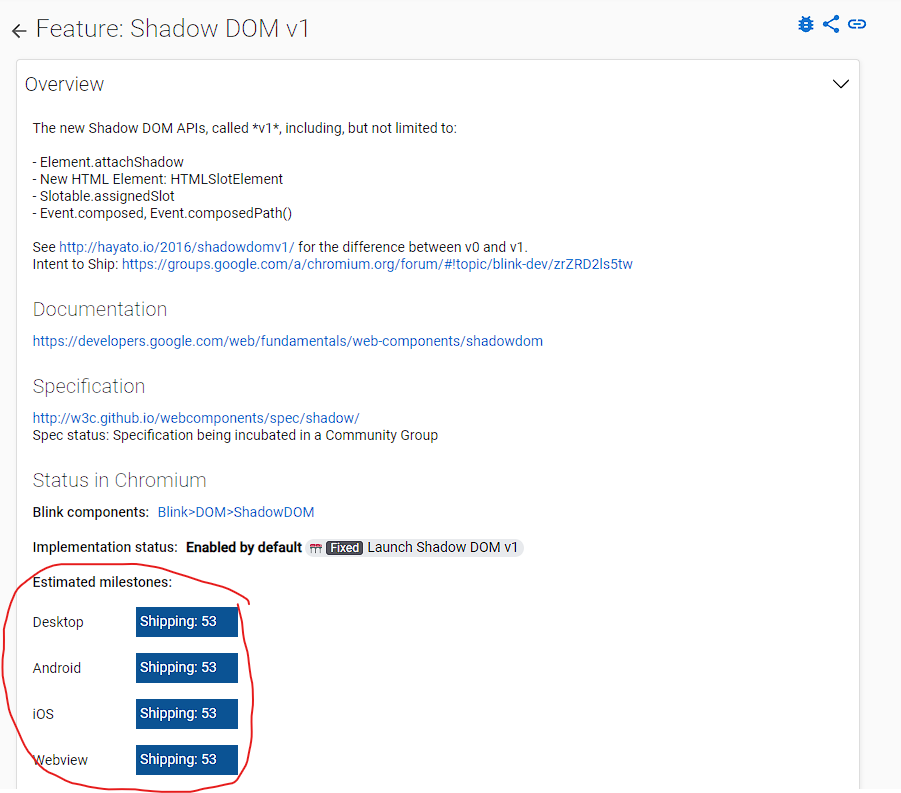 Feature: Shadow DOM v1
Overview
The new Shadow DOM APIs, called *v1*, including, but not limited to:
- Element.attachShadow
- New HTML Element: HTMLSlotElement
- Slotable.assignedSlot
- Event.composed, Event.composedPath()
See http://hayato.io/2016/shadowdomv1/ for the difference between v0 and v1.
Intent to Ship: https://groups.google.com/a/chromium.org/forum/#!topic/blink-dev/zrZRD2ls5tw
Documentation
https://developers.google.com/web/fundamentals/web-components/shadowdom
Specification
http://w3c.github.io/webcomponents/spec/shadow/
Spec status: Specification being incubated in a Community Group
Status in Chromium
Blink components: Blink>DOM>ShadowDOM
Implementation status: Enabled by default Fixed Launch Shadow DOM v1
Estimated milestones:
Desktop Shipping: 53
Android Shipping: 53
iOS Shipping: 53
Webview Shipping: 53